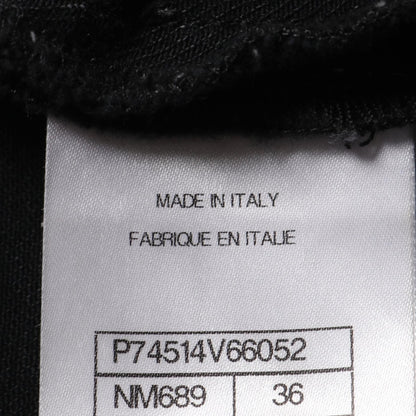 MADE IN ITALY
FABRIQUE EN ITALIE
P74514V66052
NM689 36